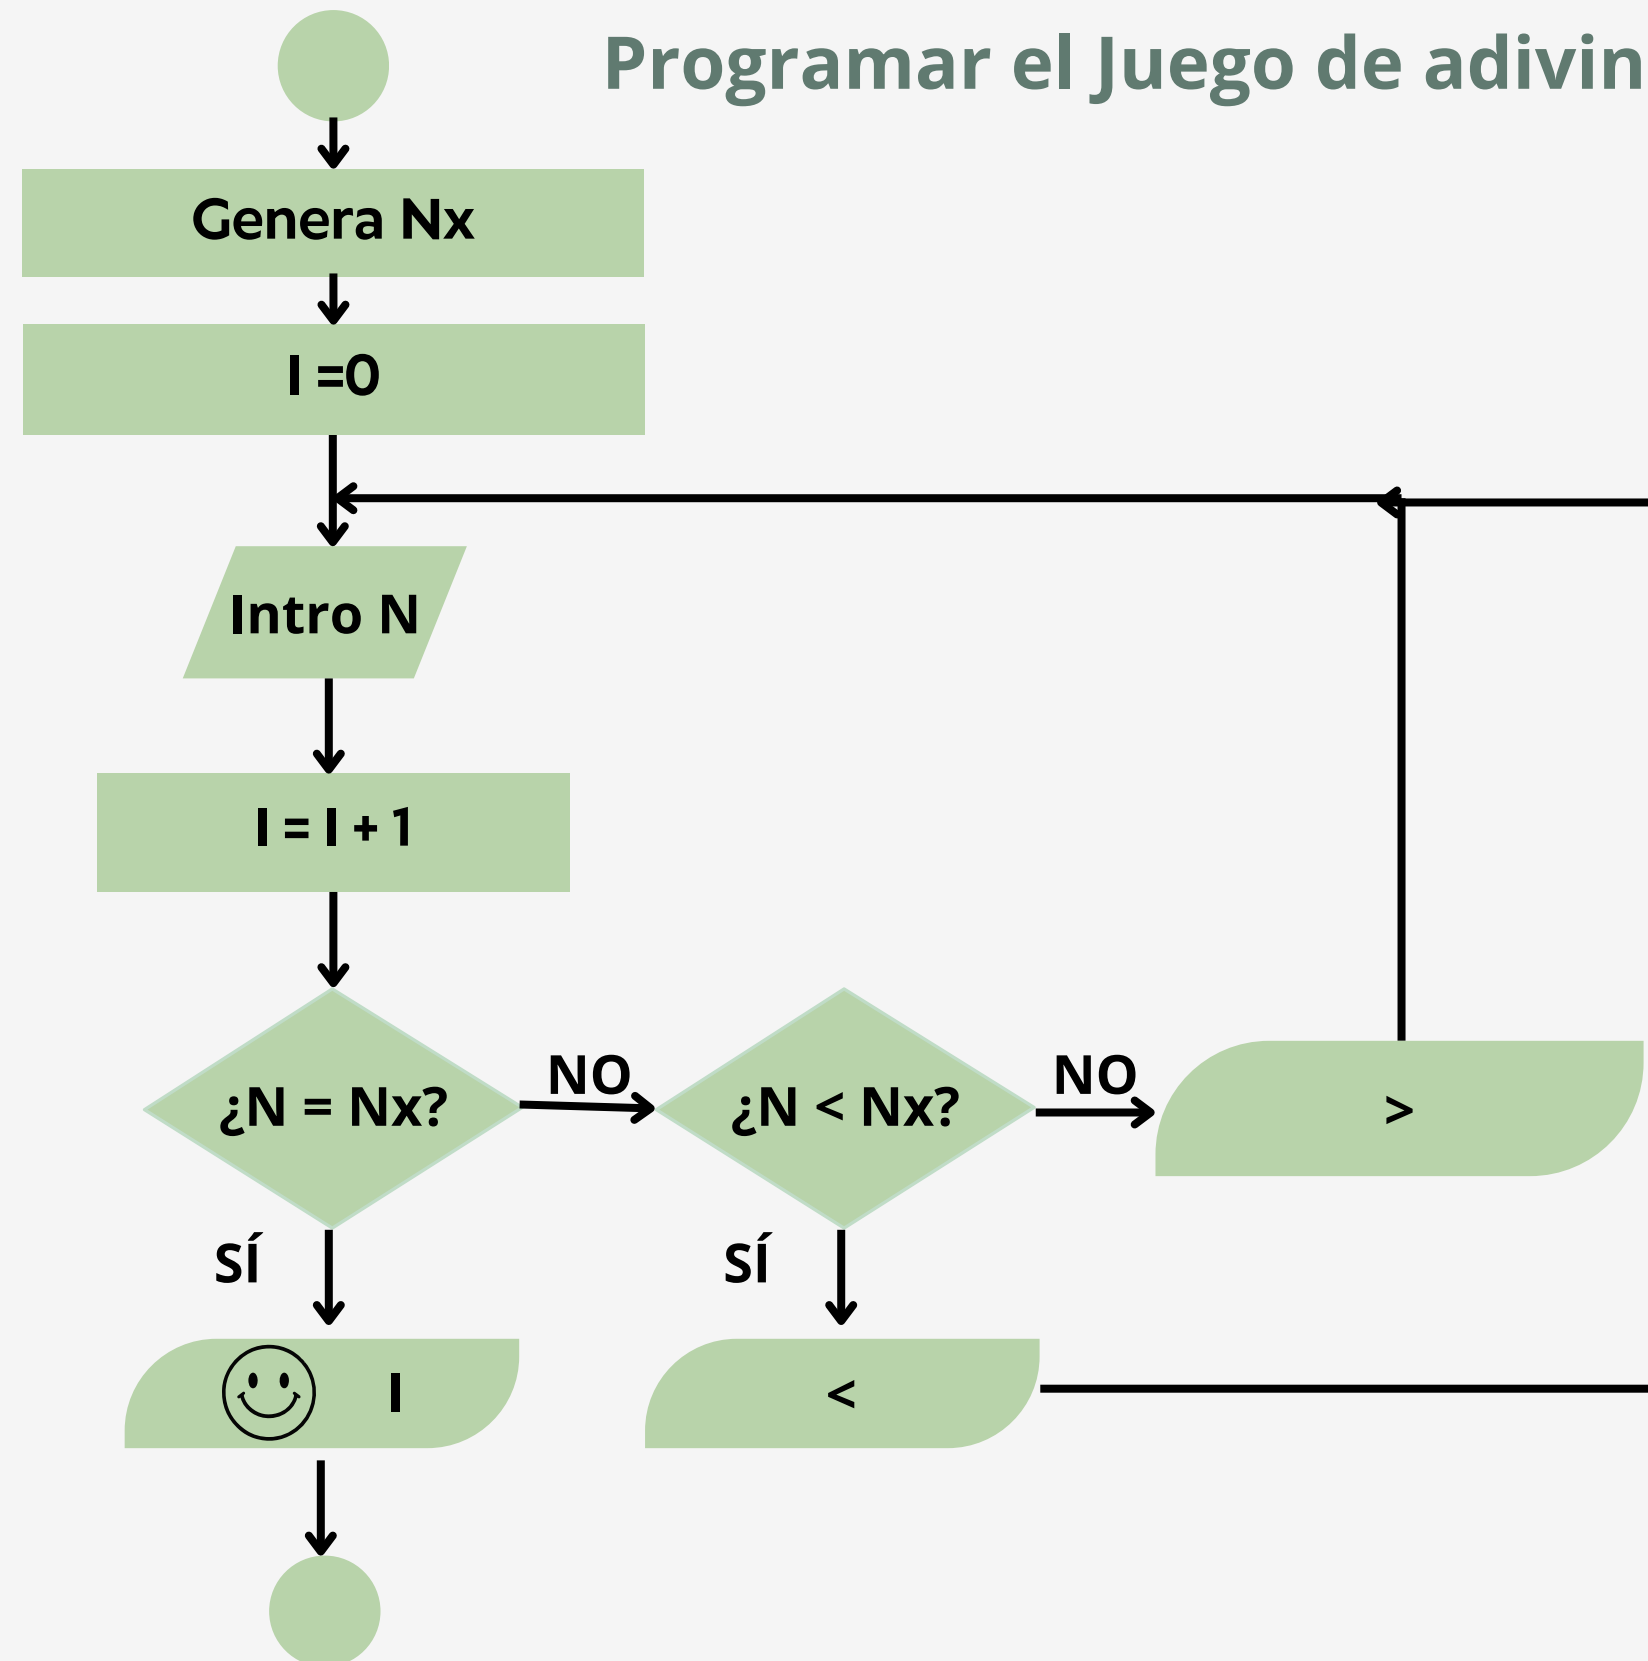 Programar el Juego de adivin
Genera Nx
I =0
Intro N
I = I + 1
¿N = Nx?
NO
¿N < Nx?
NO
>
SÍ
SÍ
I
<